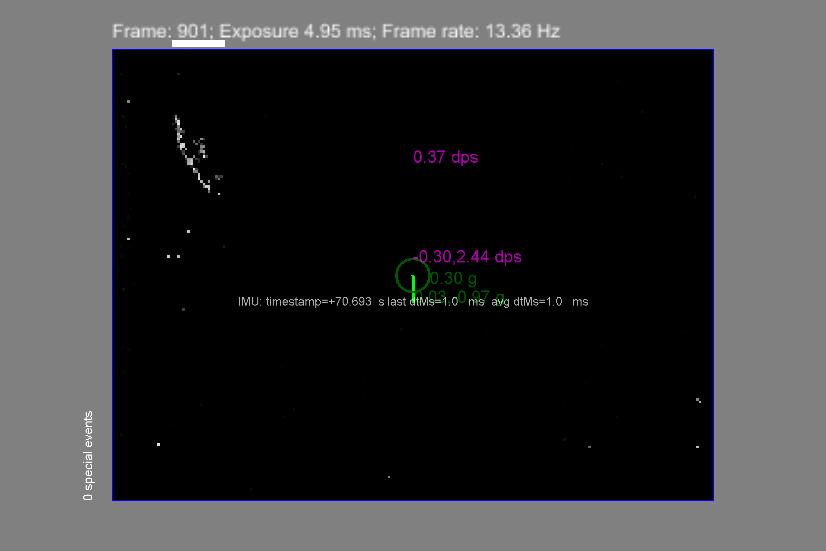 Frame: 901; Exposure 4.95 ms; Frame rate: 13.36 Hz
0.37 dps
-0.30,2.44 dps
0.30 g
0.97 g
IMU: timestamp=+70.693 s last dtMs=1.0 ms avg dtMs=1.0 ms
0 special events